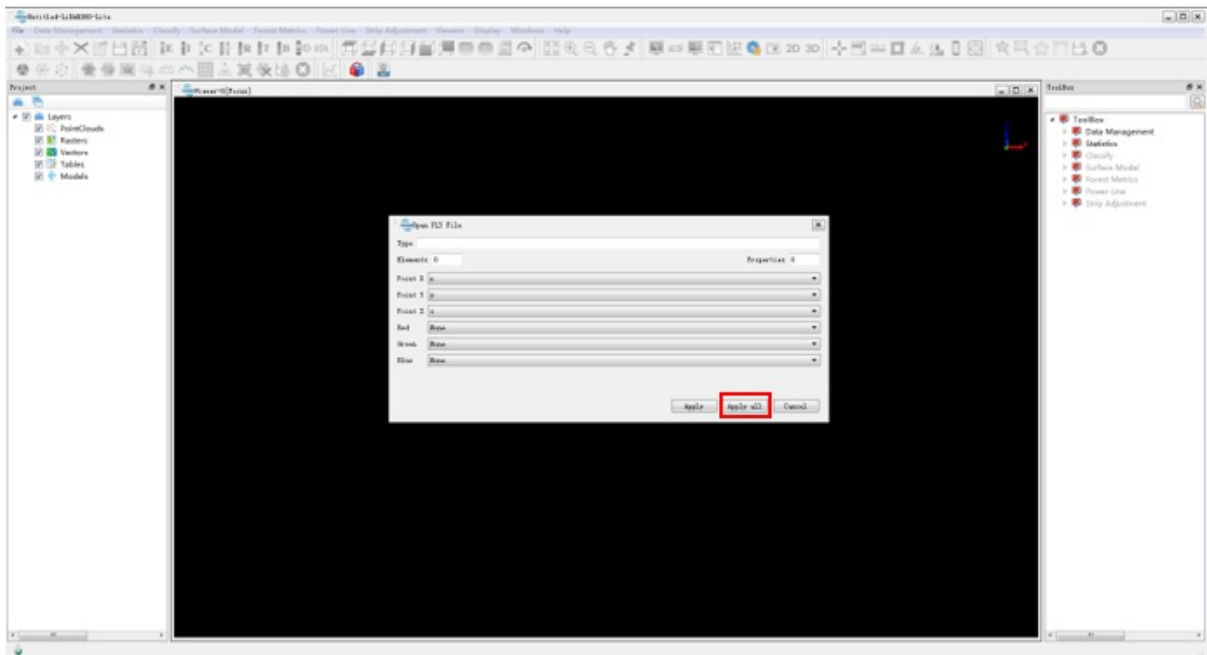 Untitled-LiDAR360-Lite
File Data Management Statistics Classify Surface Model Forest Metrics Power Line Strip Adjustment Viewers Display Windows Help
2D 3D
Project
Viewer-0[Focus]
ToolBox
Layers
PointClouds
Rasters
Vectors
Tables
Models
ToolBox
Data Management
Statistics
Classify
Surface Model
Forest Metrics
Power Line
Strip Adjustment
Open PLY File
Type
Elements 0 Properties 0
Point X x
Point Y y
Point Z z
Red None
Green None
Blue None
Apply Apply all Cancel